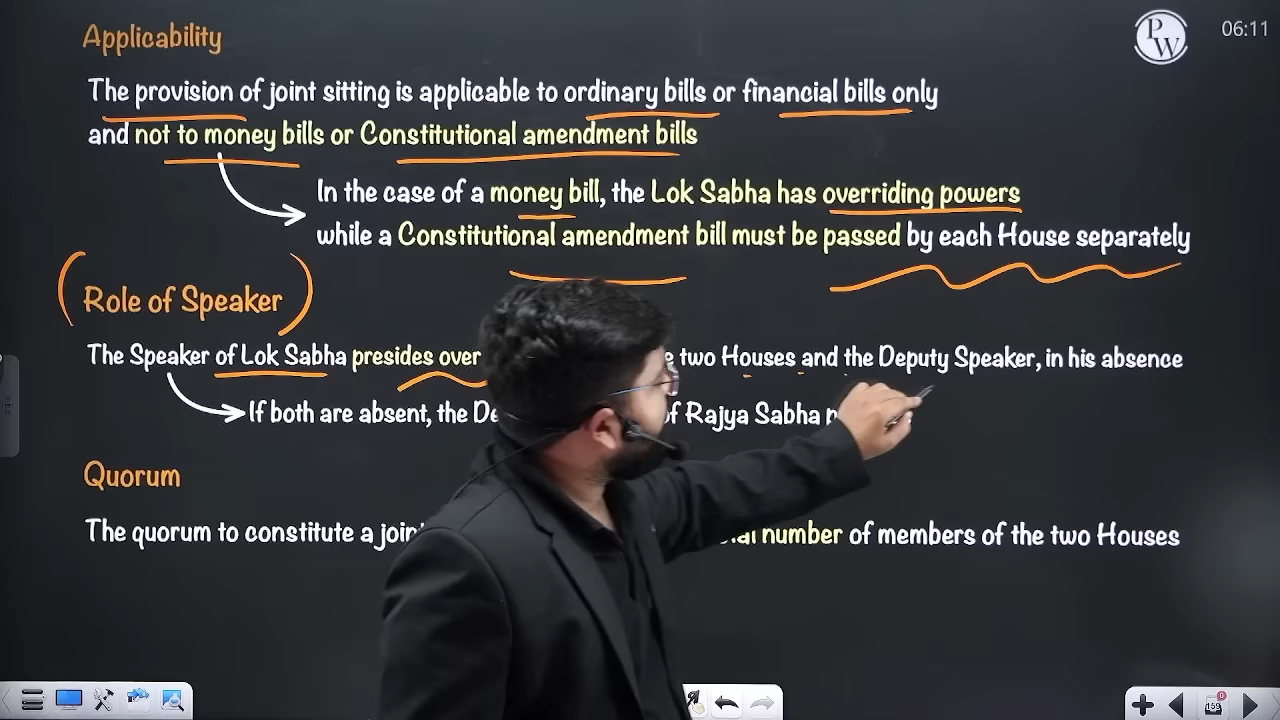 Applicability
PW
06:11
The provision of joint sitting is applicable to ordinary bills or financial bills only
and not to money bills or Constitutional amendment bills
In the case of a money bill, the Lok Sabha has overriding powers
while a Constitutional amendment bill must be passed by each House separately
Role of Speaker
The Speaker of Lok Sabha presides over two Houses and the Deputy Speaker, in his absence
If both are absent, the of Rajya Sabha
Quorum
The quorum to constitute a number of members of the two Houses
159